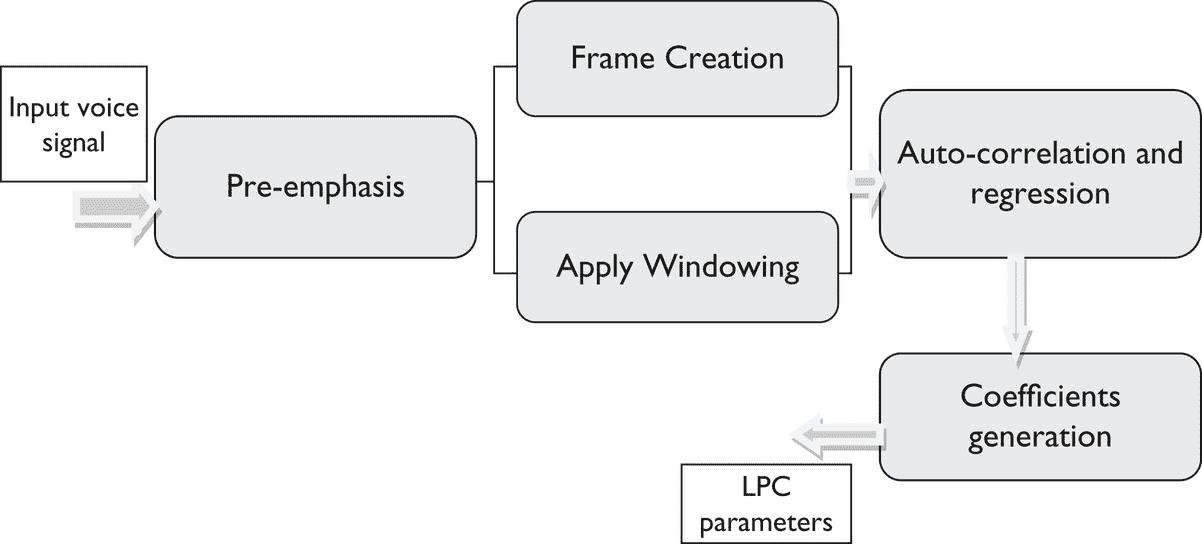 Input voice
signal
Pre-emphasis
Frame Creation
Apply Windowing
Auto-correlation and
regression
Coefficients
generation
LPC
parameters